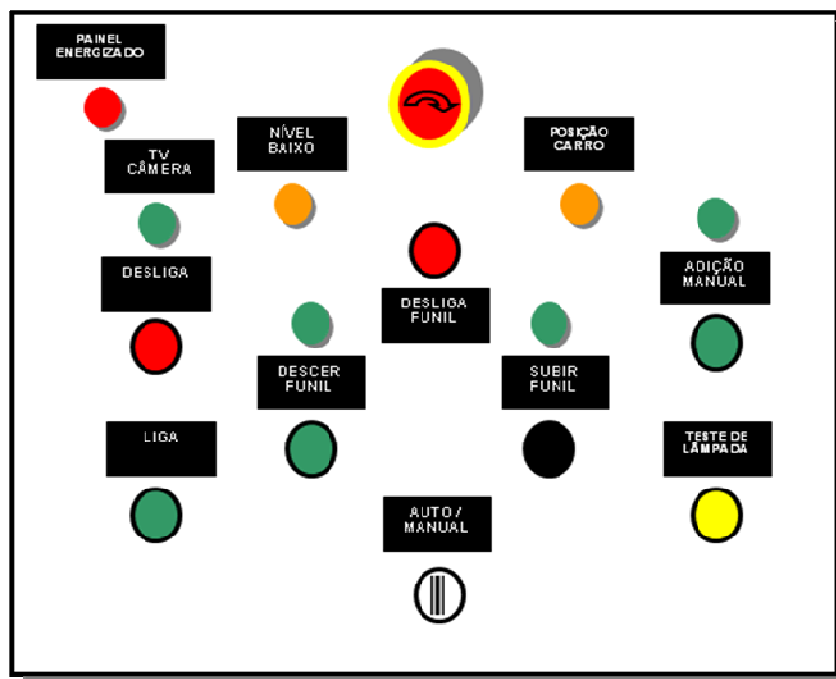 PAINEL
ENERGIZADO
NÍVEL
BAIXO
POSIÇÃO
CARRO
TV
CÂMERA
DESLIGA
ADIÇÃO
MANUAL
DESLIGA
FUNIL
DESCER
FUNIL
SUBIR
FUNIL
LIGA
TESTE DE
LÂMPADA
AUTO /
MANUAL